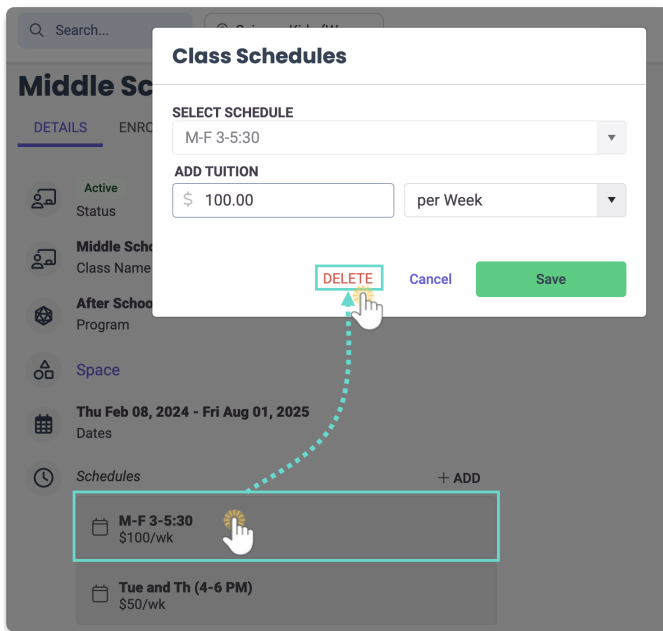 Search...
Class Schedules
Middle Sc
DETAILS
SELECT SCHEDULE
M-F 3-5:30
ADD TUITION
$ 100.00
per Week
Active
Status
Middle Scho
Class Name
DELETE
Cancel
Save
After Schoo
Program
Space
Thu Feb 08, 2024 - Fri Aug 01, 2025
Dates
Schedules
+ ADD
M-F 3-5:30
$100/wk
Tue and Th (4-6 PM)
$50/wk